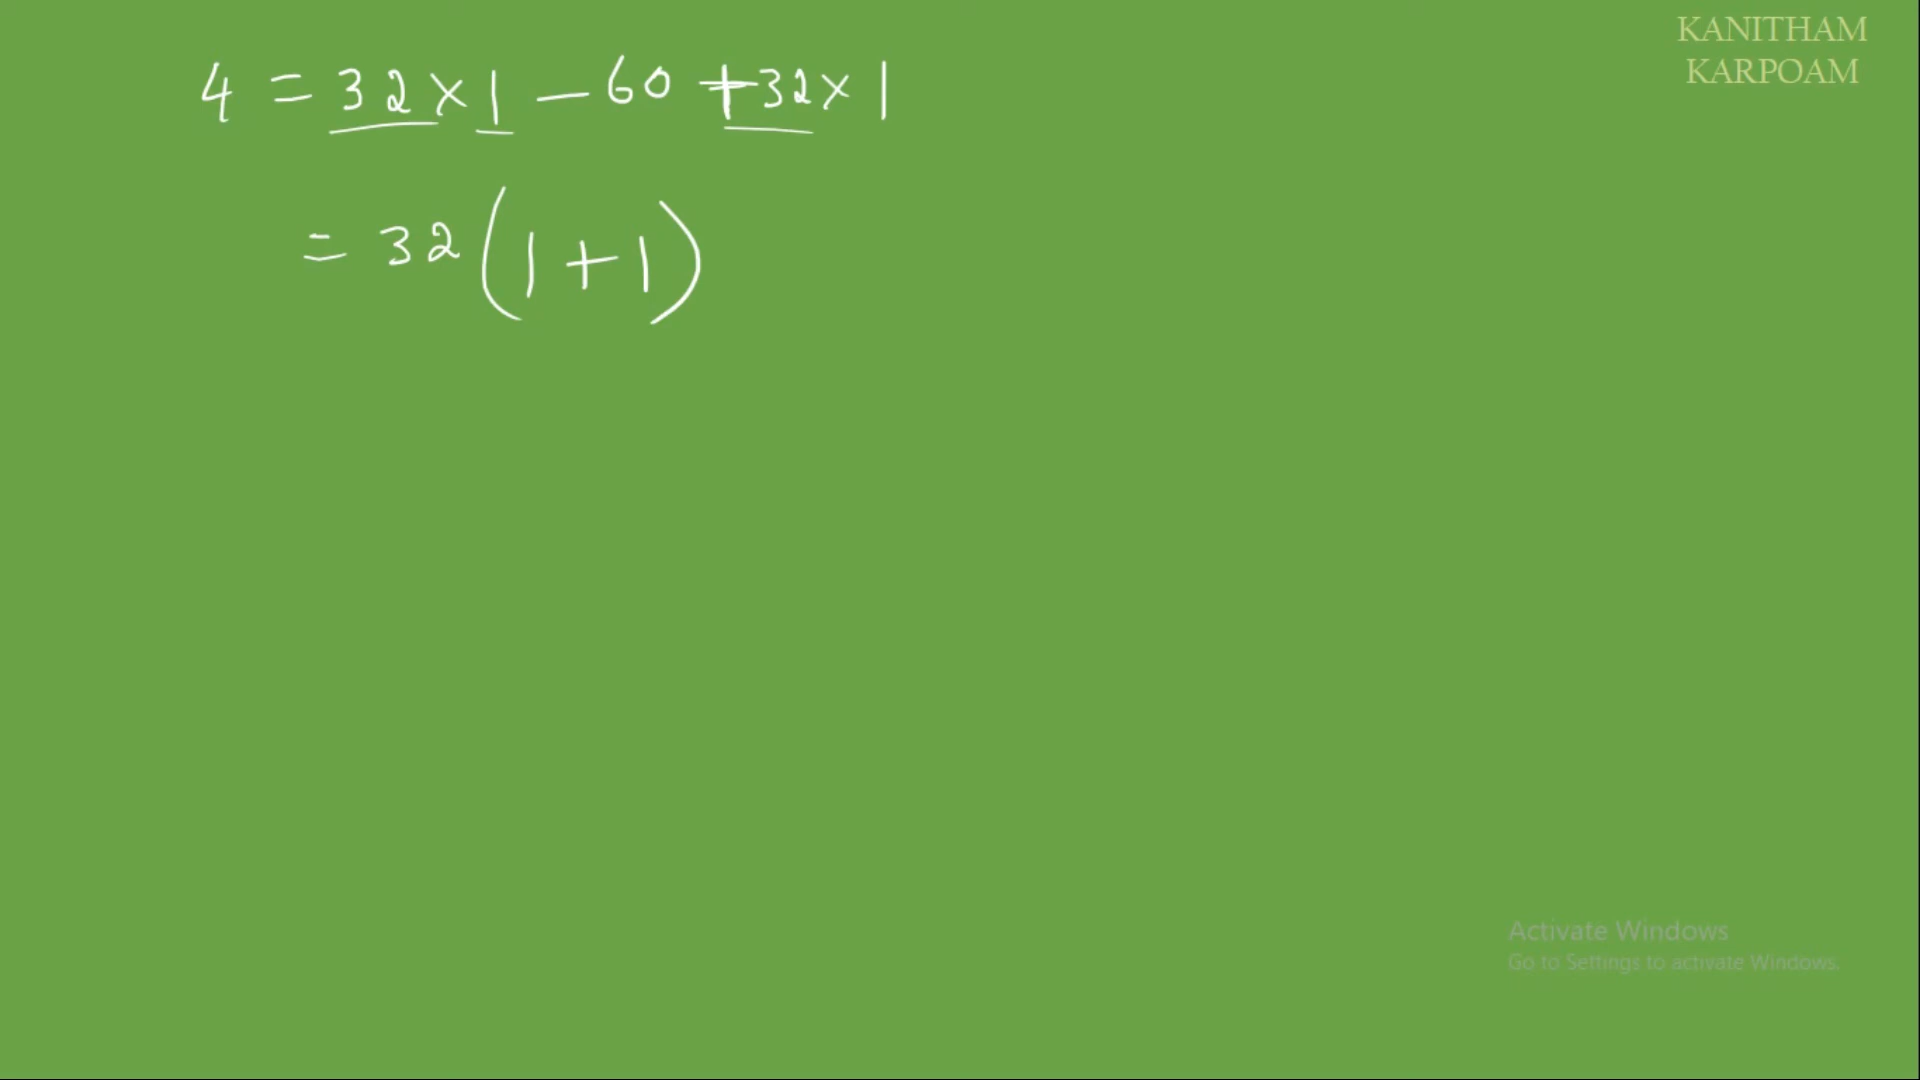 KANITHAM
KARPOAM
4 = 32 × 1 − 60 + 32 × 1
= 32 (1 + 1)
Activate Windows
Go to Settings to activate Windows.